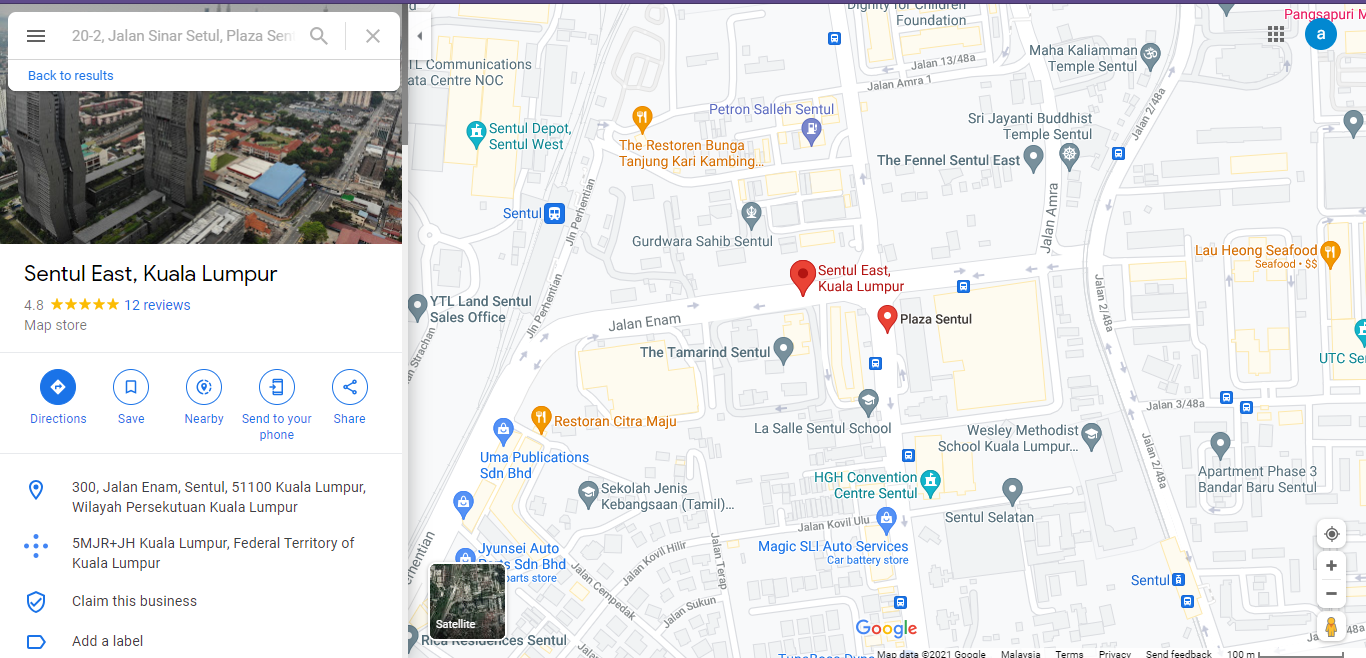 20-2, Jalan Sinar Setul, Plaza Sen
Back to results
Sentul East, Kuala Lumpur
4.8 12 reviews
Map store
Directions
Save
Nearby
Send to your
phone
Share
300, Jalan Enam, Sentul, 51100 Kuala Lumpur,
Wilayah Persekutuan Kuala Lumpur
5MJR+JH Kuala Lumpur, Federal Territory of
Kuala Lumpur
Claim this business
Add a label
Dignity for Children
Foundation
Pangsapuri M
a
TL Communications
ata Centre NOC
Jalan 13/48a
Maha Kaliamman
Temple Sentul
Jalan Amra 1
Jalan 2/48a
Petron Salleh Sentul
Sentul Depot,
Sentul West
The Restoren Bunga
Tanjung Kari Kambing...
Sri Jayanti Buddhist
Temple Sentul
The Fennel Sentul East
Sentul
Jln Perhentian
Gurdwara Sahib Sentul
Jalan Amra
Lau Heong Seafood
Seafood • $$
Sentul East,
Kuala Lumpur
YTL Land Sentul
Sales Office
Jln Perhentian
Jalan Enam
Plaza Sentul
Jalan 2/48a
an Strachan
The Tamarind Sentul
UTC Se
Jalan 3/48a
Restoran Citra Maju
La Salle Sentul School
Wesley Methodist
School Kuala Lumpur...
Uma Publications
Sdn Bhd
Jalan 2/48a
Apartment Phase 3
Bandar Baru Sentul
HGH Convention
Centre Sentul
Sekolah Jenis
Kebangsaan (Tamil)...
Sentul Selatan
Jalan Kovil Ulu
Magic SLI Auto Services
Car battery store
Jalan Kovil Hilir
Jyunsei Auto
Parts Sdn Bhd
parts store
erhentian
Jalan Terap
Jalan Cempedak
Jalan Sukun
Sentul
Satellite
Rica Residences Sentul
Google
48a
Map data ©2021 Google Malaysia Terms Privacy Send feedback 100 m